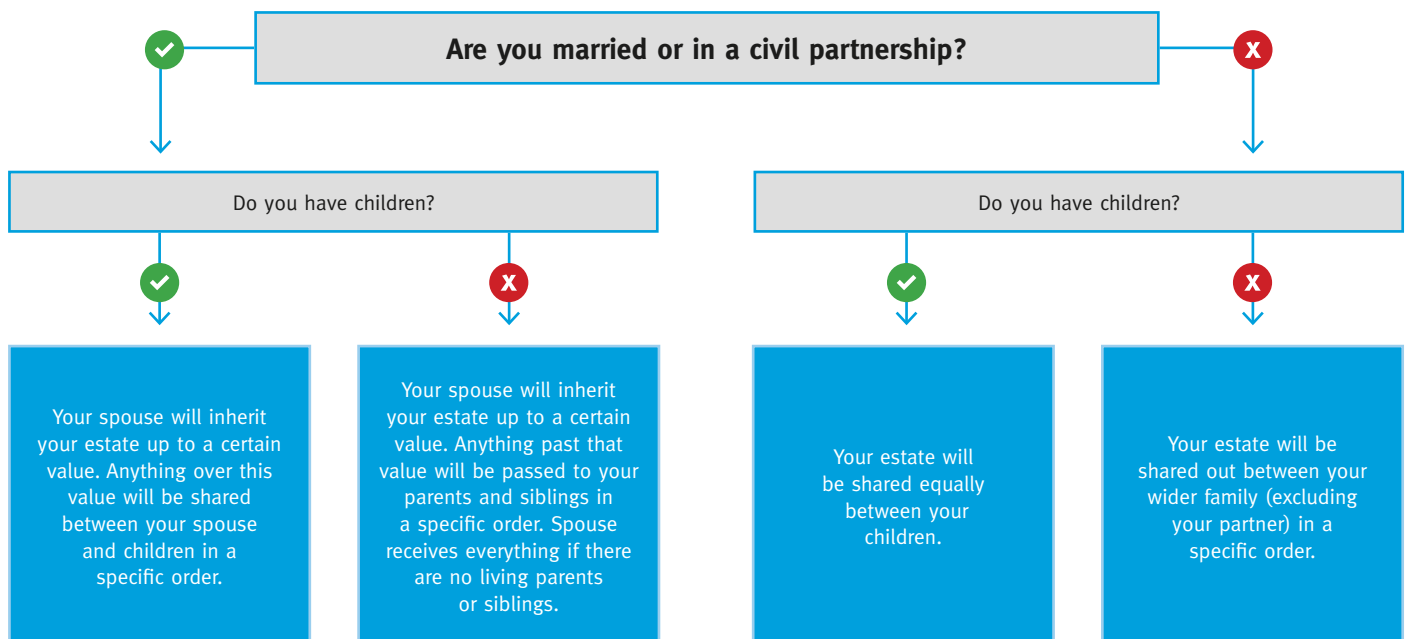 Are you married or in a civil partnership?
X
Do you have children?
Do you have children?
X
X
Your spouse will inherit
your estate up to a certain
value. Anything over this
value will be shared
between your spouse
and children in a
specific order.
Your spouse will inherit
your estate up to a certain
value. Anything past that
value will be passed to your
parents and siblings in
a specific order. Spouse
receives everything if there
are no living parents
or siblings.
Your estate will
be shared equally
between your
children.
Your estate will be
shared out between your
wider family (excluding
your partner) in a
specific order.